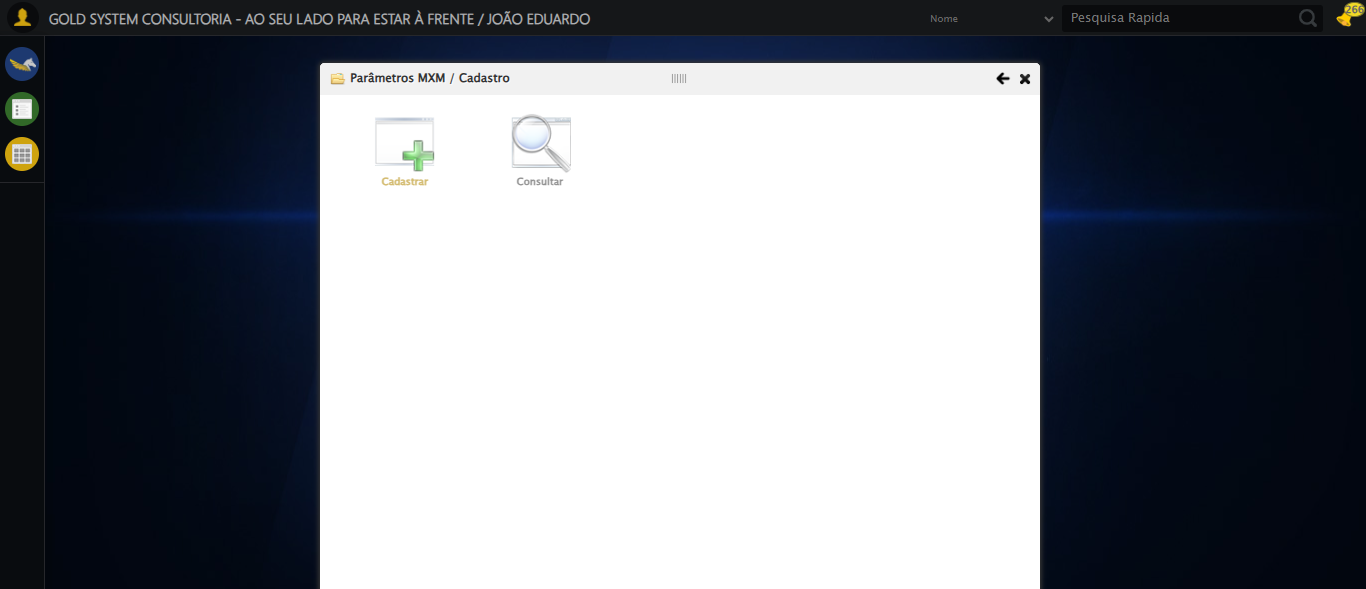 GOLD SYSTEM CONSULTORIA - AO SEU LADO PARA ESTAR À FRENTE / JOÃO EDUARDO
Nome
Pesquisa Rapida
266
Parâmetros MXM / Cadastro
Cadastrar
Consultar